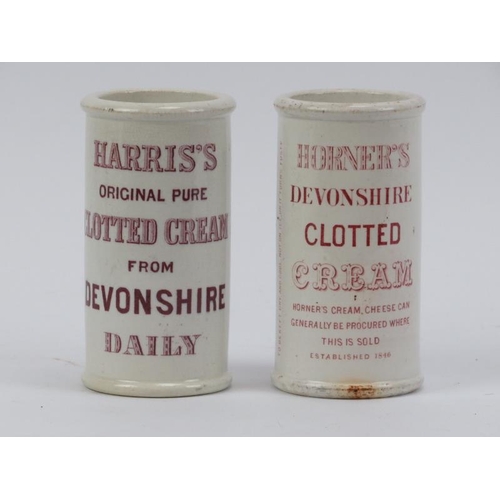 HARRIS'S
ORIGINAL PURE
CLOTTED CREAM
FROM
DEVONSHIRE
DAILY
HORNER'S
DEVONSHIRE
CLOTTED
CREAM
HORNER'S CREAM, CHEESE CAN
GENERALLY BE PROCURED WHERE
THIS IS SOLD
ESTABLISHED 1846